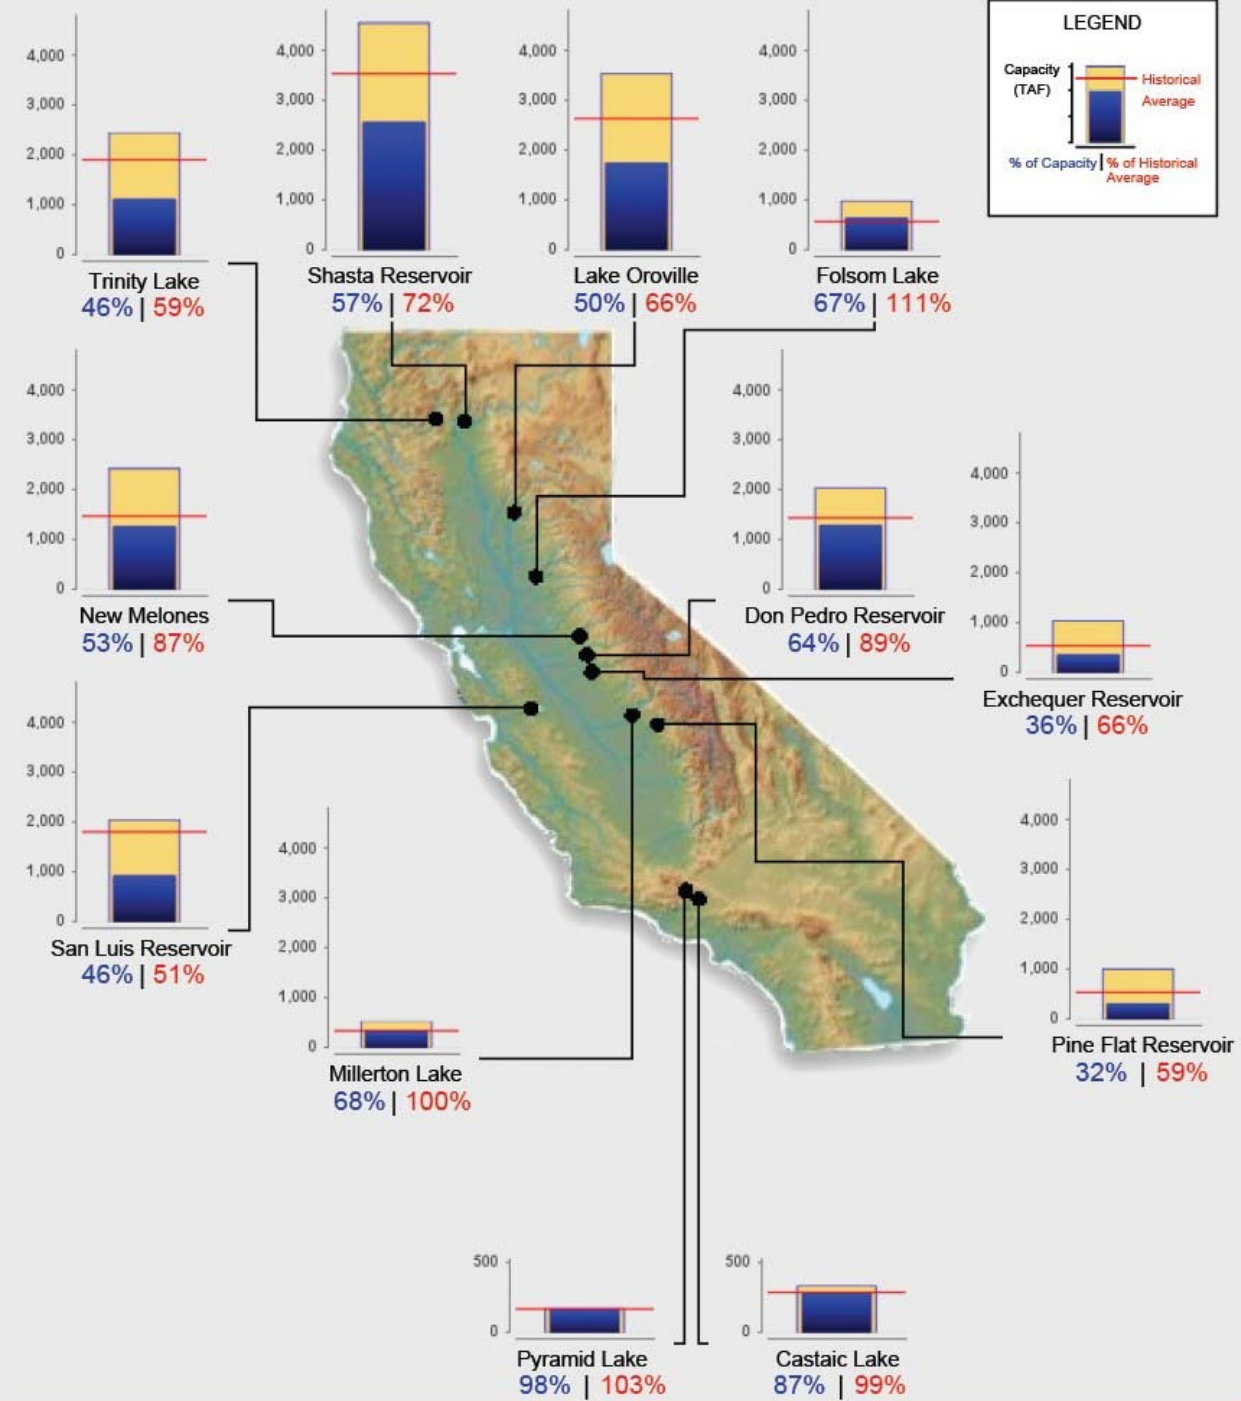 4,000
3,000
2,000
1,000
0
Trinity Lake
46% | 59%
4,000
3,000
2,000
1,000
0
Shasta Reservoir
57% | 72%
4,000
3,000
2,000
1,000
0
Lake Oroville
50% | 66%
4,000
3,000
2,000
1,000
0
Folsom Lake
67% | 111%
LEGEND
Capacity
(TAF)
Historical
Average
% of Capacity | % of Historical
Average
4,000
3,000
2,000
1,000
0
New Melones
53% | 87%
4,000
3,000
2,000
1,000
0
Don Pedro Reservoir
64% | 89%
4,000
3,000
2,000
1,000
0
Exchequer Reservoir
36% | 66%
4,000
3,000
2,000
1,000
0
San Luis Reservoir
46% | 51%
4,000
3,000
2,000
1,000
0
Millerton Lake
68% | 100%
4,000
3,000
2,000
1,000
0
Pine Flat Reservoir
32% | 59%
500
0
Pyramid Lake
98% | 103%
500
0
Castaic Lake
87% | 99%